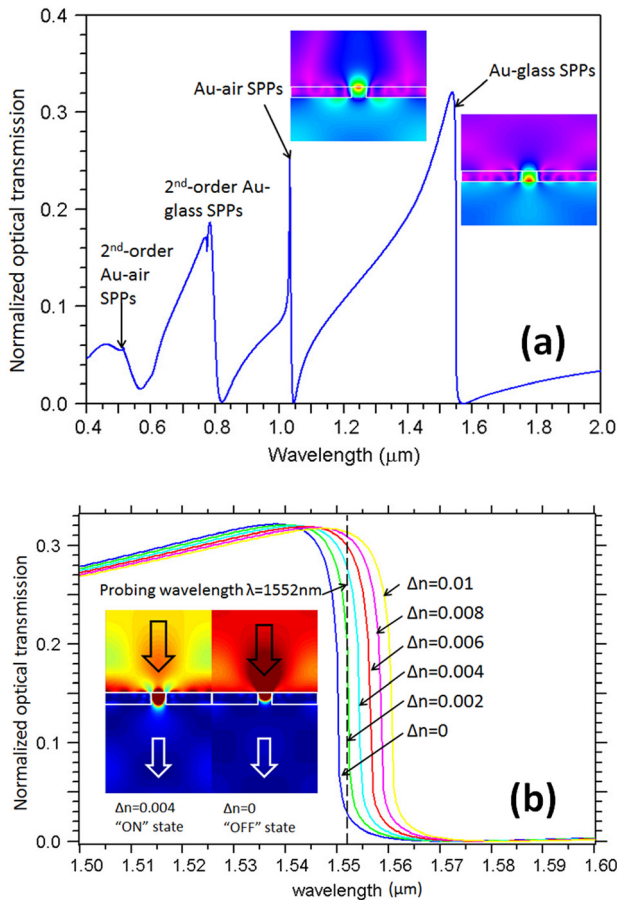 0.4
Au-air SPPs
Au-glass SPPs
0.3
2nd-order Au-
glass SPPs
0.2
2nd-order
Au-air
SPPs
0.1
(a)
0.0
0.4 0.6 0.8 1.0 1.2 1.4 1.6 1.8 2.0
Wavelength (μm)
Normalized optical transmission
0.3
Probing wavelength λ=1552nm
Δn=0.01
Δn=0.008
0.2
Δn=0.006
Δn=0.004
Δn=0.002
0.1
Δn=0
Δn=0.004 Δn=0
"ON" state "OFF" state
(b)
0.0
1.50 1.51 1.52 1.53 1.54 1.55 1.56 1.57 1.58 1.59 1.60
wavelength (μm)
Normalized optical transmission